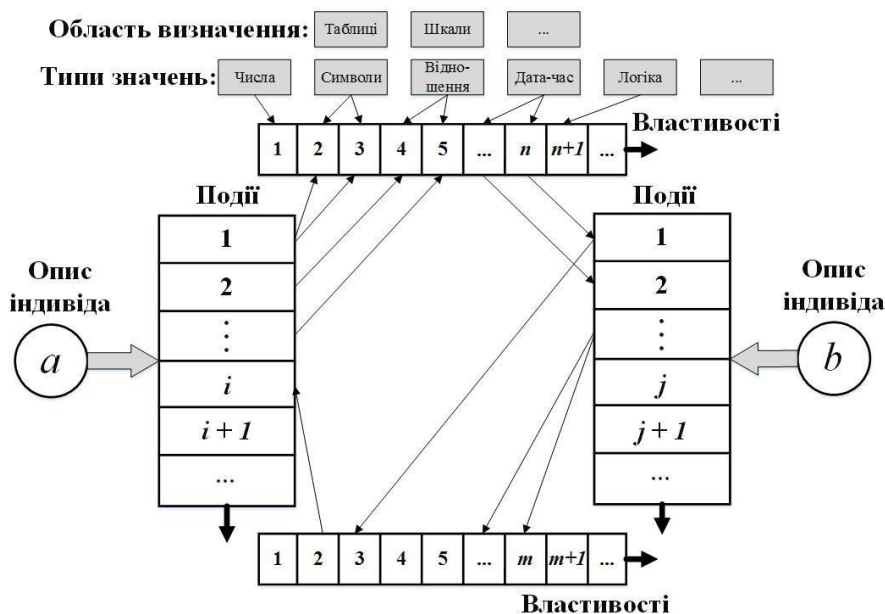 Область визначення: Таблиці Шкали ...
Типи значень: Числа Символи Відно-шення Дата-час Логіка ...
Властивості
1 2 3 4 5 ... n n+1 ...
Події
1
2
⋮
i
i + 1
...
Події
1
2
⋮
j
j + 1
...
Опис
індивіда
a
Опис
індивіда
b
1 2 3 4 5 ... m m+1 ...
Властивості